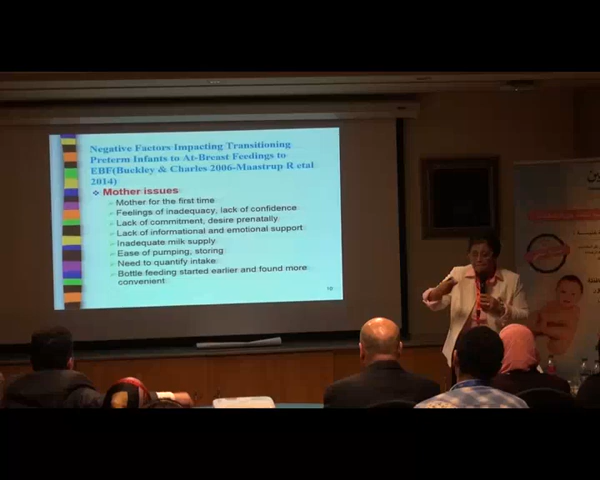 Negative Factors Impacting Transitioning
Preterm Infants to At-Breast Feedings to
EBF(Buckley & Charles 2006-Maastrup R etal
2014)
Mother issues
Mother for the first time
Feelings of inadequacy, lack of confidence
Lack of commitment, desire prenatally
Lack of informational and emotional support
Inadequate milk supply
Ease of pumping, storing
Need to quantify intake
Bottle feeding started earlier and found more
convenient